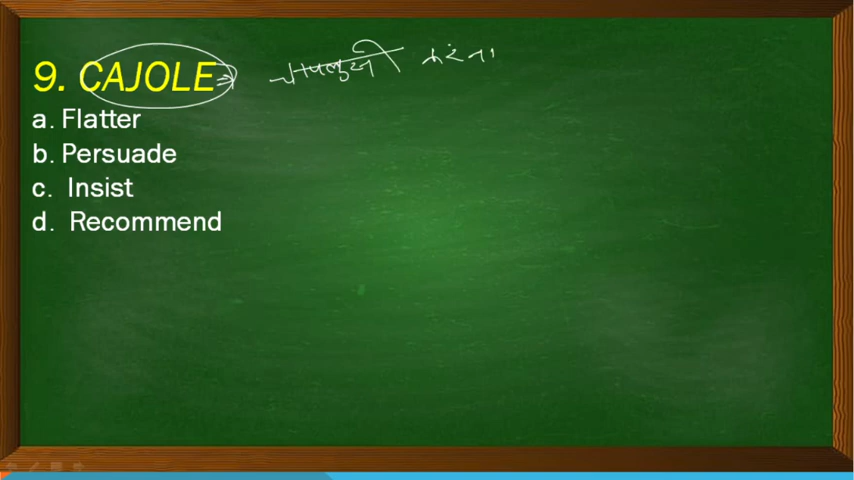 9. CAJOLE ⇒ चापलूसी करना
a. Flatter
b. Persuade
c. Insist
d. Recommend